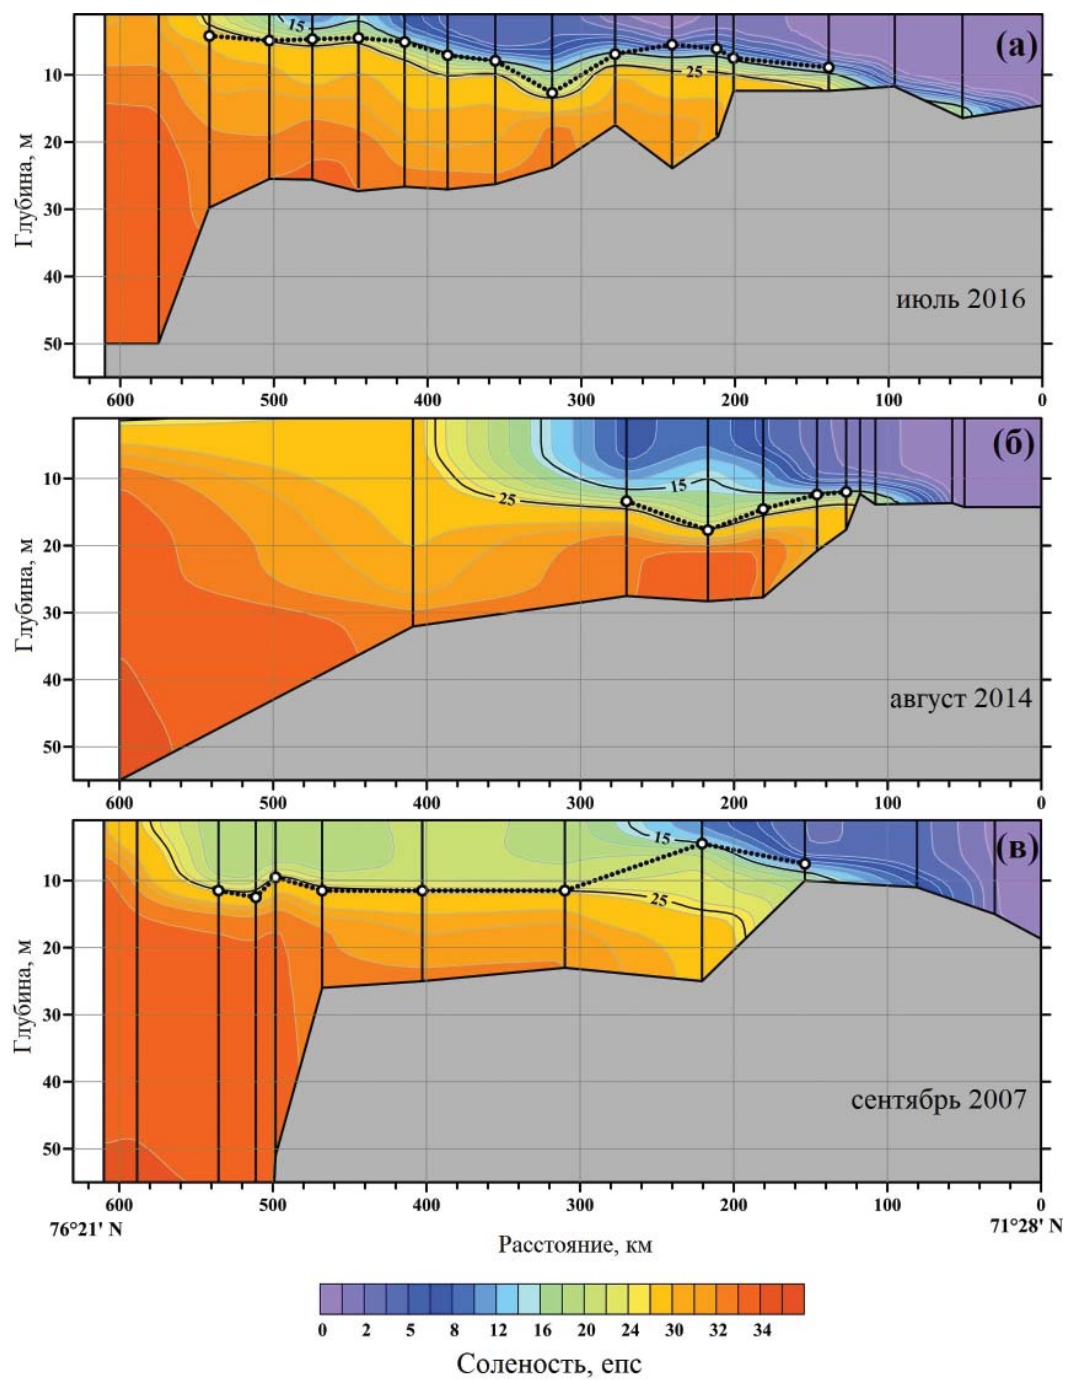 15
(а)
10
25
20
Глубина, м
30
40
июль 2016
50
600 500 400 300 200 100 0
(б)
10
15
25
20
Глубина, м
30
40
август 2014
50
600 500 400 300 200 100 0
15
(в)
10
25
20
Глубина, м
30
40
сентябрь 2007
50
600 500 400 300 200 100 0
76°21' N 71°28' N
Расстояние, км
0 2 5 8 12 16 20 24 30 32 34
Соленость, епс